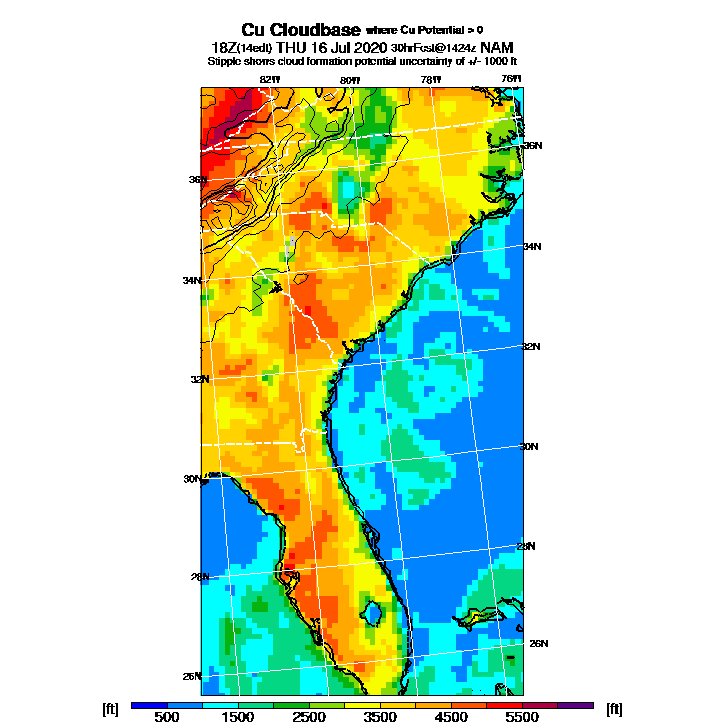 Cu Cloudbase where Cu Potential > 0
18Z(14edt) THU 16 Jul 2020 30hrFcst@1424z NAM
Stipple shows cloud formation potential uncertainty of +/- 1000 ft
82W 80W 78W 76W
36N
36N
34N
34N
32N
32N
30N
30N
28N
28N
26N
26N
[ft] 500 1500 2500 3500 4500 5500 [ft]